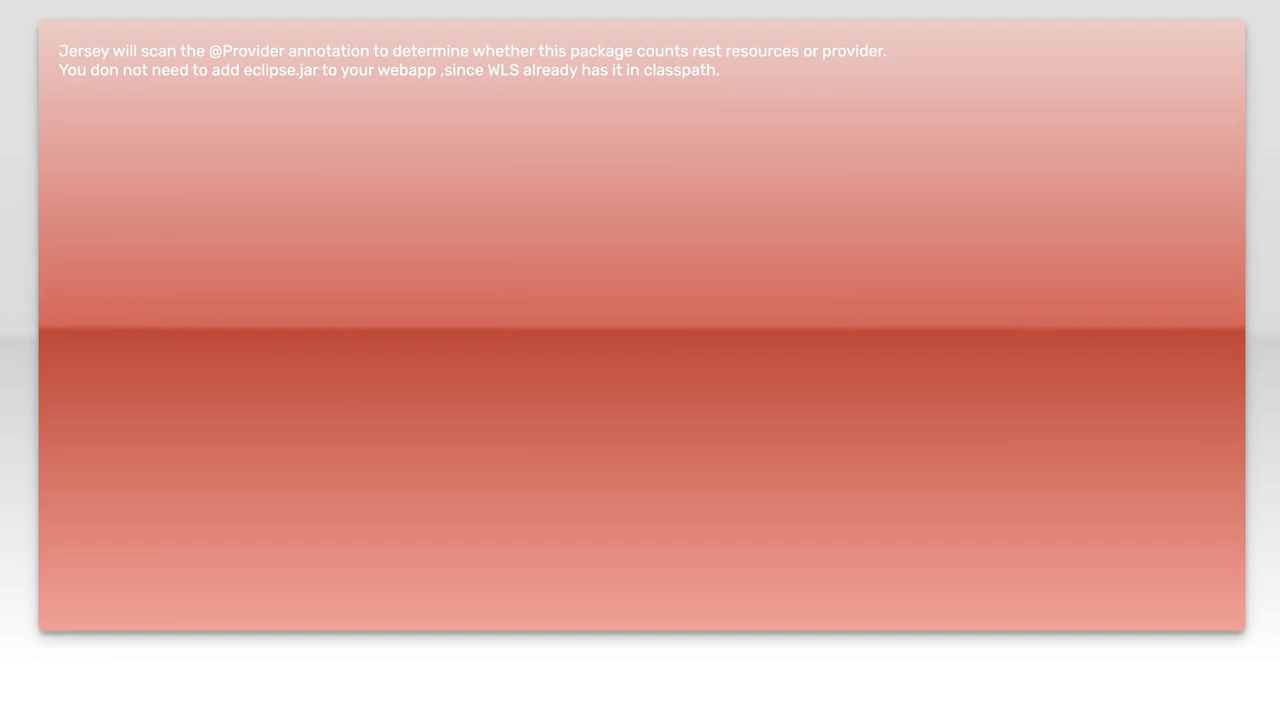 Jersey will scan the @Provider annotation to determine whether this package counts rest resources or provider.
You don not need to add eclipse.jar to your webapp ,since WLS already has it in classpath.